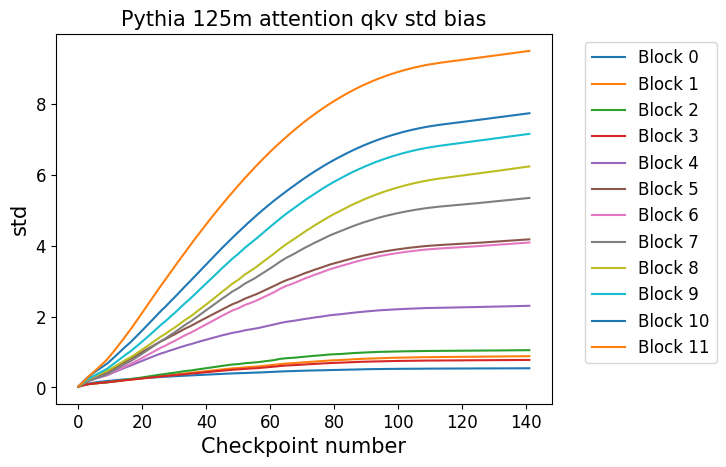 Pythia 125m attention qkv std bias
std
8
6
4
2
0
0 20 40 60 80 100 120 140
Checkpoint number
Block 0
Block 1
Block 2
Block 3
Block 4
Block 5
Block 6
Block 7
Block 8
Block 9
Block 10
Block 11